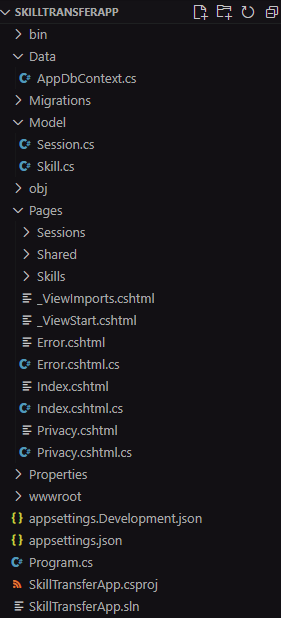 SKILLTRANSFERAPP
bin
Data
AppDbContext.cs
Migrations
Model
Session.cs
Skill.cs
obj
Pages
Sessions
Shared
Skills
_ViewImports.cshtml
_ViewStart.cshtml
Error.cshtml
Error.cshtml.cs
Index.cshtml
Index.cshtml.cs
Privacy.cshtml
Privacy.cshtml.cs
Properties
wwwroot
appsettings.Development.json
appsettings.json
Program.cs
SkillTransferApp.csproj
SkillTransferApp.sln